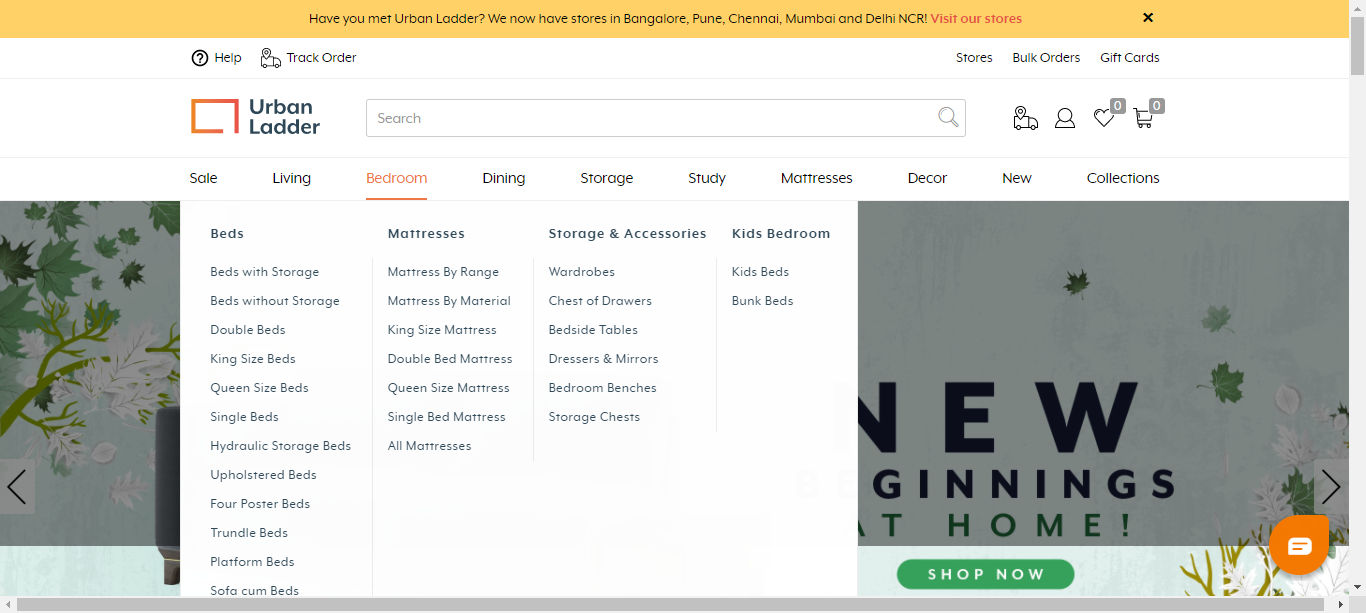 Have you met Urban Ladder? We now have stores in Bangalore, Pune, Chennai, Mumbai and Delhi NCR! Visit our stores
Help Track Order Stores Bulk Orders Gift Cards
Urban
Ladder
Search
0 0
Sale Living Bedroom Dining Storage Study Mattresses Decor New Collections
Beds
Beds with Storage
Beds without Storage
Double Beds
King Size Beds
Queen Size Beds
Single Beds
Hydraulic Storage Beds
Upholstered Beds
Four Poster Beds
Trundle Beds
Platform Beds
Sofa cum Beds
Mattresses
Mattress By Range
Mattress By Material
King Size Mattress
Double Bed Mattress
Queen Size Mattress
Single Bed Mattress
All Mattresses
Storage & Accessories
Wardrobes
Chest of Drawers
Bedside Tables
Dressers & Mirrors
Bedroom Benches
Storage Chests
Kids Bedroom
Kids Beds
Bunk Beds
NEW
BEGINNINGS
AT HOME!
SHOP NOW